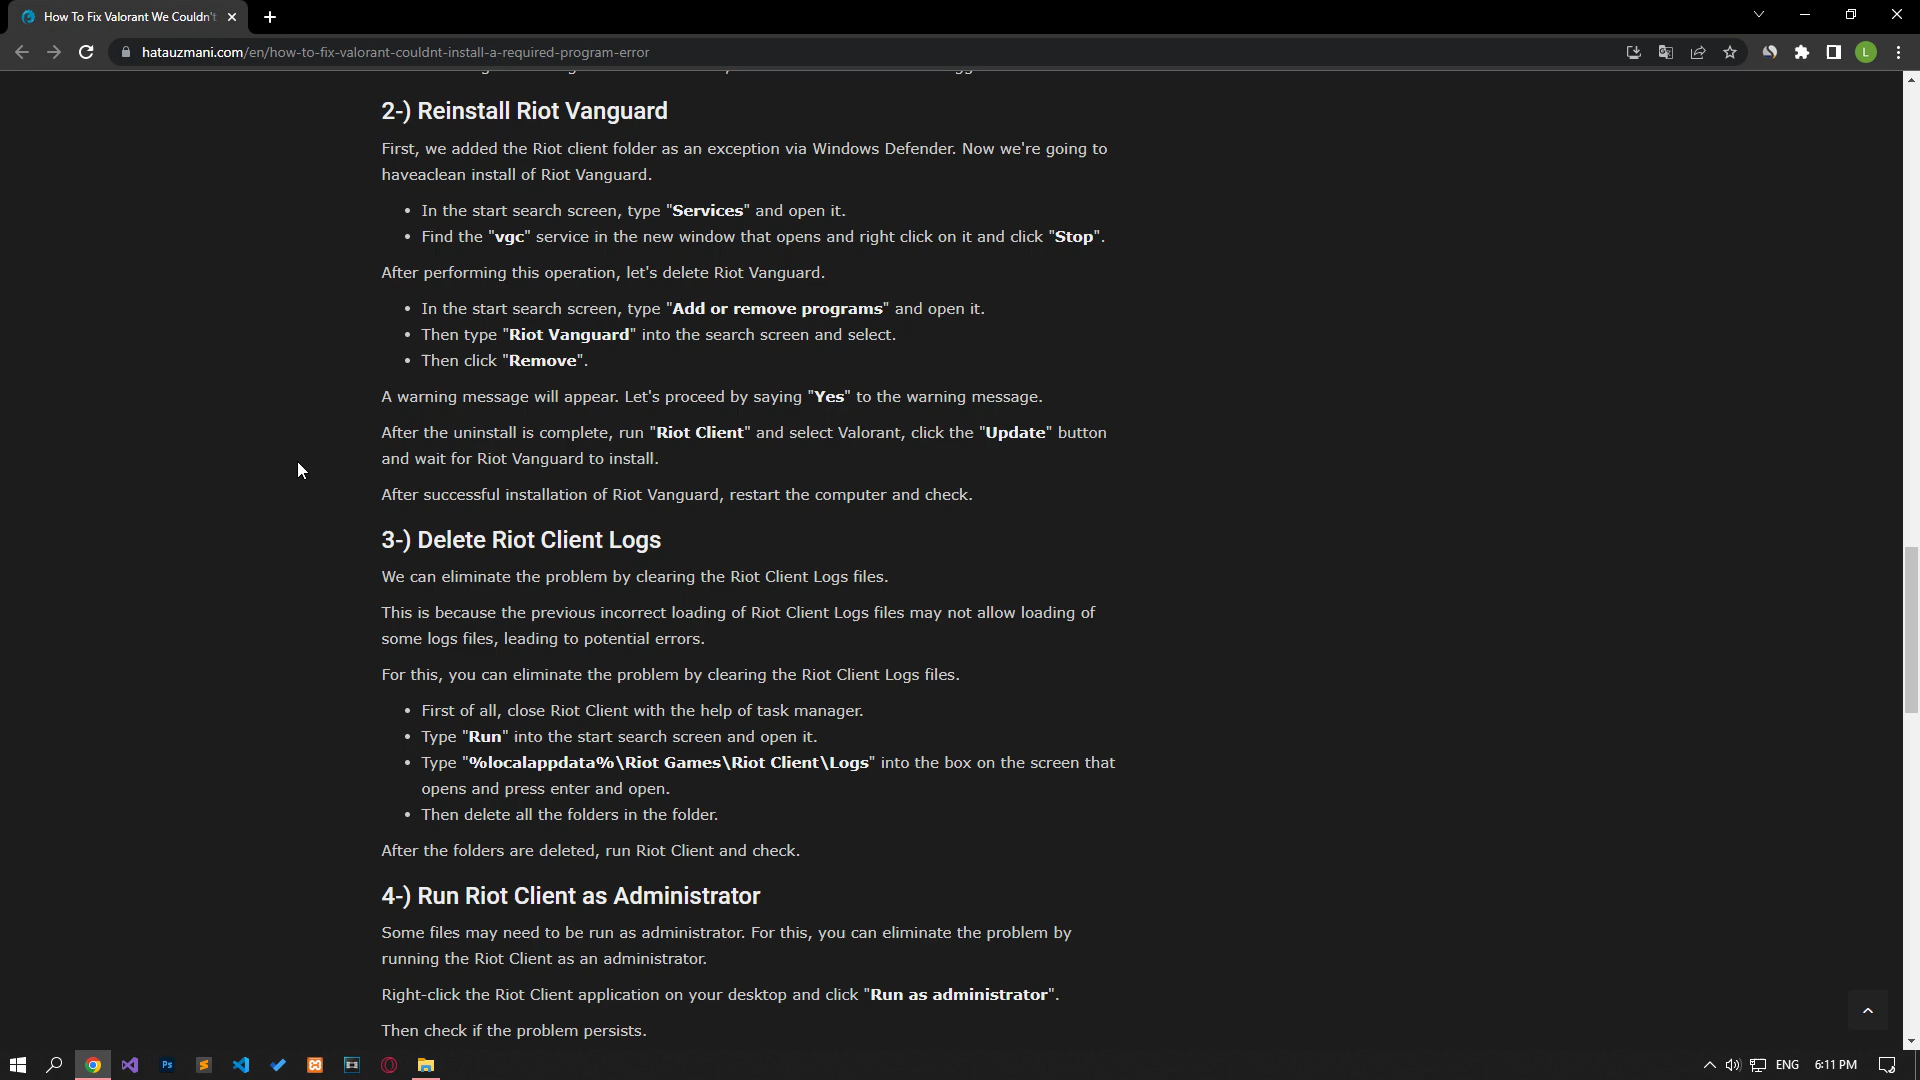 How To Fix Valorant We Couldn't
hatauzmani.com/en/how-to-fix-valorant-couldnt-install-a-required-program-error
L
2-) Reinstall Riot Vanguard
First, we added the Riot client folder as an exception via Windows Defender. Now we're going to
haveaclean install of Riot Vanguard.
• In the start search screen, type "Services" and open it.
• Find the "vgc" service in the new window that opens and right click on it and click "Stop".
After performing this operation, let's delete Riot Vanguard.
• In the start search screen, type "Add or remove programs" and open it.
• Then type "Riot Vanguard" into the search screen and select.
• Then click "Remove".
A warning message will appear. Let's proceed by saying "Yes" to the warning message.
After the uninstall is complete, run "Riot Client" and select Valorant, click the "Update" button
and wait for Riot Vanguard to install.
After successful installation of Riot Vanguard, restart the computer and check.
3-) Delete Riot Client Logs
We can eliminate the problem by clearing the Riot Client Logs files.
This is because the previous incorrect loading of Riot Client Logs files may not allow loading of
some logs files, leading to potential errors.
For this, you can eliminate the problem by clearing the Riot Client Logs files.
• First of all, close Riot Client with the help of task manager.
• Type "Run" into the start search screen and open it.
• Type "%localappdata%\Riot Games\Riot Client\Logs" into the box on the screen that
opens and press enter and open.
• Then delete all the folders in the folder.
After the folders are deleted, run Riot Client and check.
4-) Run Riot Client as Administrator
Some files may need to be run as administrator. For this, you can eliminate the problem by
running the Riot Client as an administrator.
Right-click the Riot Client application on your desktop and click "Run as administrator".
Then check if the problem persists.
Ps
ENG
6:11 PM